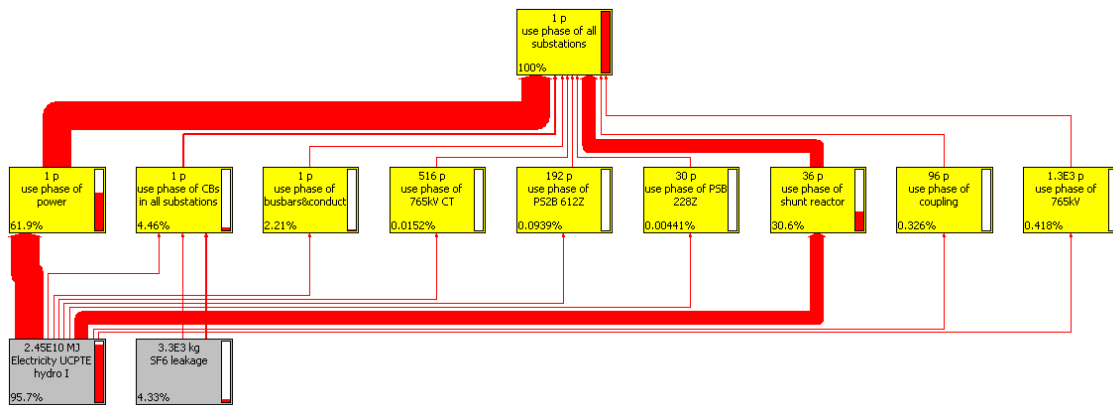 1 p
use phase of all
substations
100%
1 p
use phase of
power
61.9%
1 p
use phase of CBs
in all substations
4.46%
1 p
use phase of
busbars&conduct
2.21%
516 p
use phase of
765kV CT
0.0152%
192 p
use phase of
PS2B 612Z
0.0939%
30 p
use phase of PSB
228Z
0.00441%
36 p
use phase of
shunt reactor
30.6%
96 p
use phase of
coupling
0.326%
1.3E3 p
use phase of
765kV
0.418%
2.45E10 MJ
Electricity UCPTE
hydro I
95.7%
3.3E3 kg
SF6 leakage
4.33%